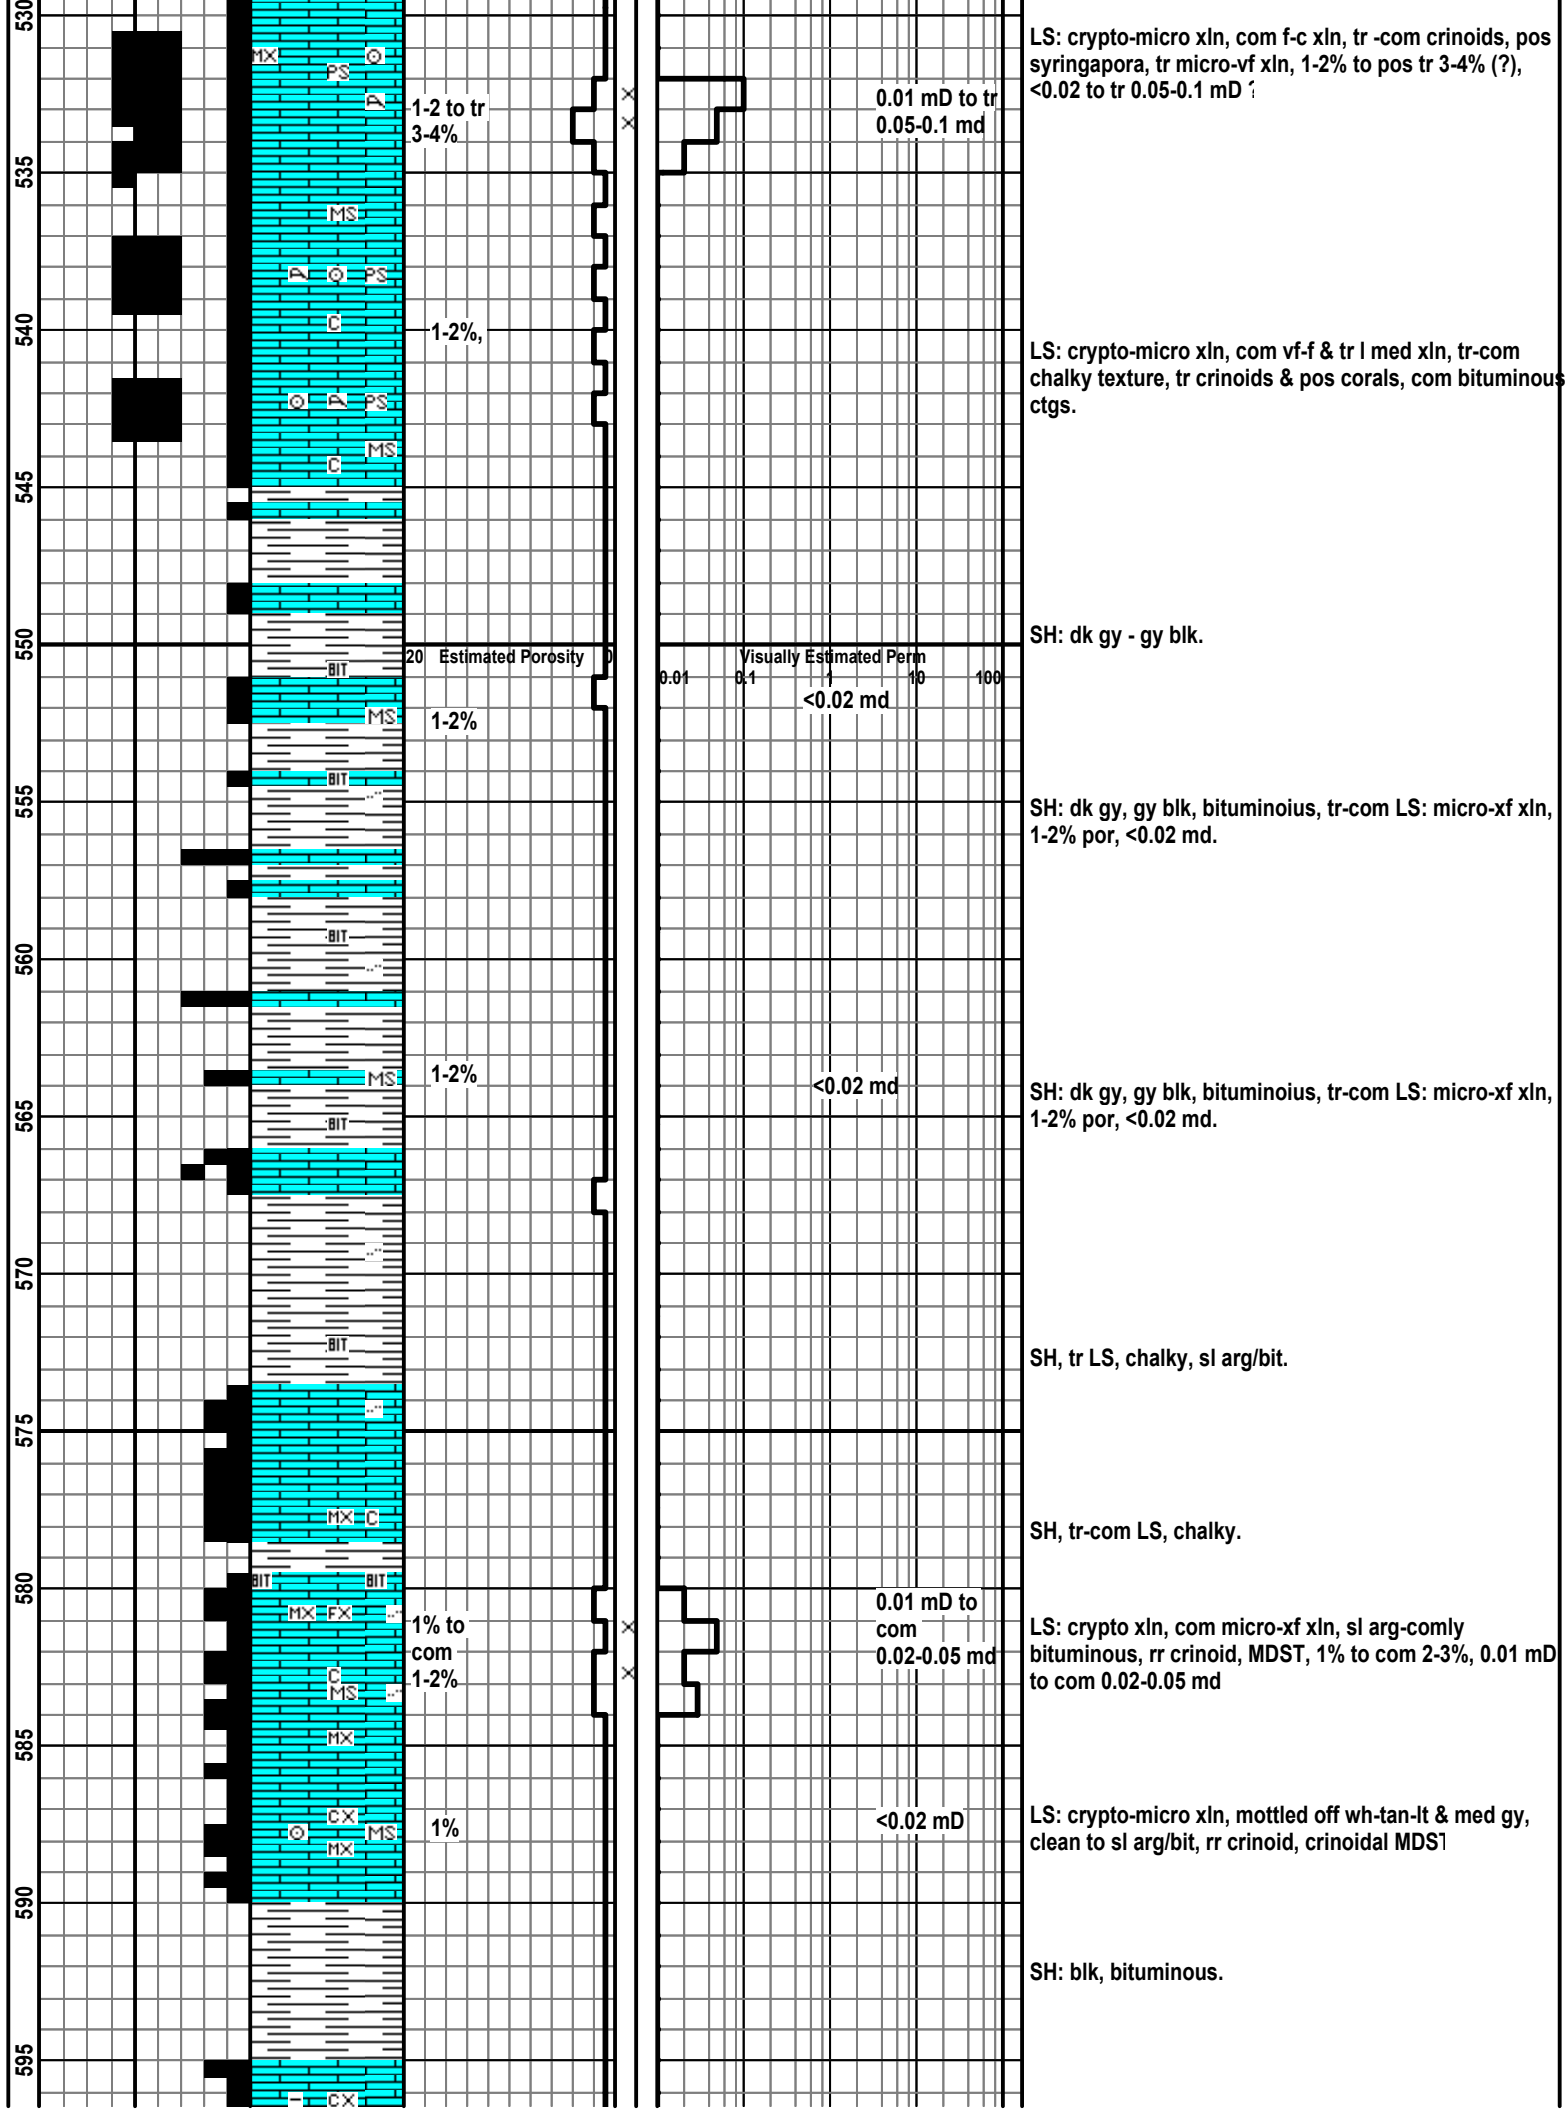 530
LS: crypto-micro xln, com f-c xln, tr -com crinoids, pos
syringapora, tr micro-vf xln, 1-2% to pos tr 3-4% (?),
<0.02 to tr 0.05-0.1 mD ?
MX
PS
1-2 to tr
3-4%
0.01 mD to tr
0.05-0.1 md
535
MS
PS
C
540
1-2%,
LS: crypto-micro xln, com vf-f & tr l med xln, tr-com
chalky texture, tr crinoids & pos corals, com bituminous
ctgs.
PS
MS
C
545
550
SH: dk gy - gy blk.
20 Estimated Porosity 0
Visually Estimated Perm
0.01 0.1 1 10 100
BIT
<0.02 md
MS
1-2%
BIT
555
SH: dk gy, gy blk, bituminoius, tr-com LS: micro-xf xln,
1-2% por, <0.02 md.
BIT
560
MS
1-2%
<0.02 md
SH: dk gy, gy blk, bituminoius, tr-com LS: micro-xf xln,
1-2% por, <0.02 md.
565
BIT
570
BIT
SH, tr LS, chalky, sl arg/bit.
575
MX C
SH, tr-com LS, chalky.
580
BIT BIT
MX FX
1% to
com
1-2%
0.01 mD to
com
0.02-0.05 md
LS: crypto xln, com micro-xf xln, sl arg-comly
bituminous, rr crinoid, MDST, 1% to com 2-3%, 0.01 mD
to com 0.02-0.05 md
C
MS
585
MX
CX
MS
MX
1%
<0.02 mD
LS: crypto-micro xln, mottled off wh-tan-lt & med gy,
clean to sl arg/bit, rr crinoid, crinoidal MDST
590
SH: blk, bituminous.
595
CX